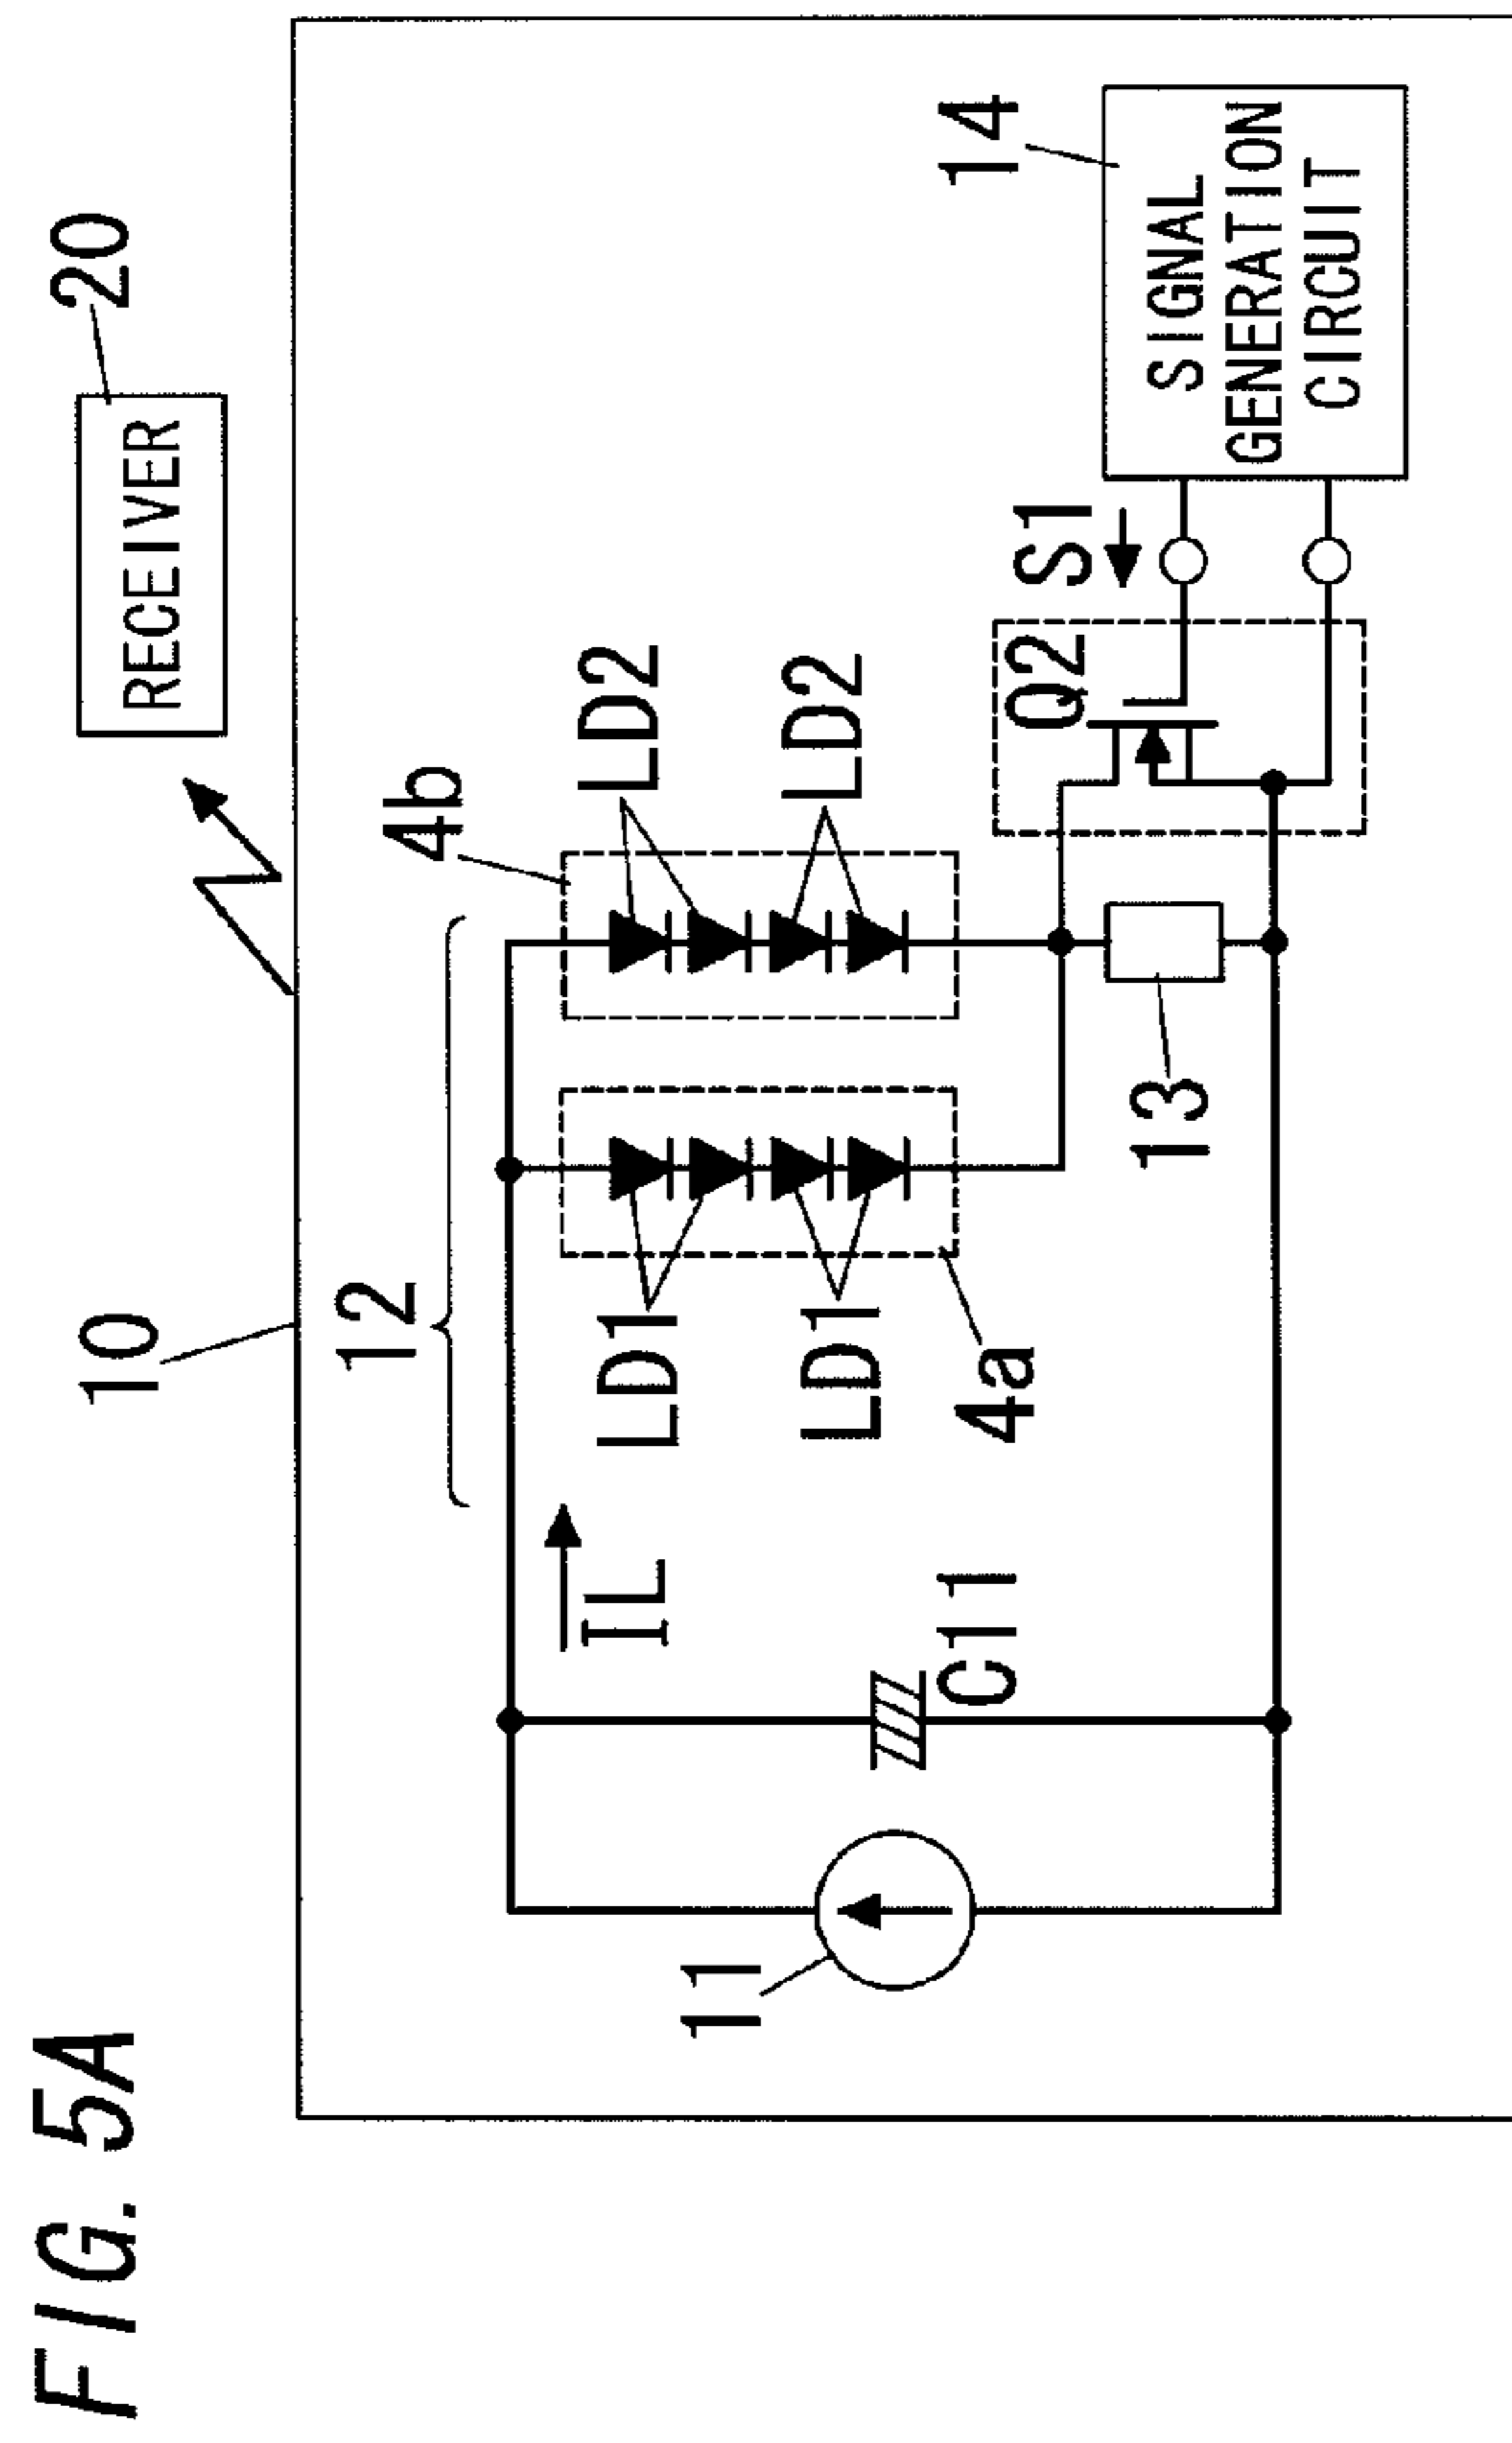 FIG. 5A
10
20
RECEIVER
12
4b
LD2
LD2
LD1
LD1
4a
IL
11
C11
13
Q2
S1
14
SIGNAL
GENERATION
CIRCUIT